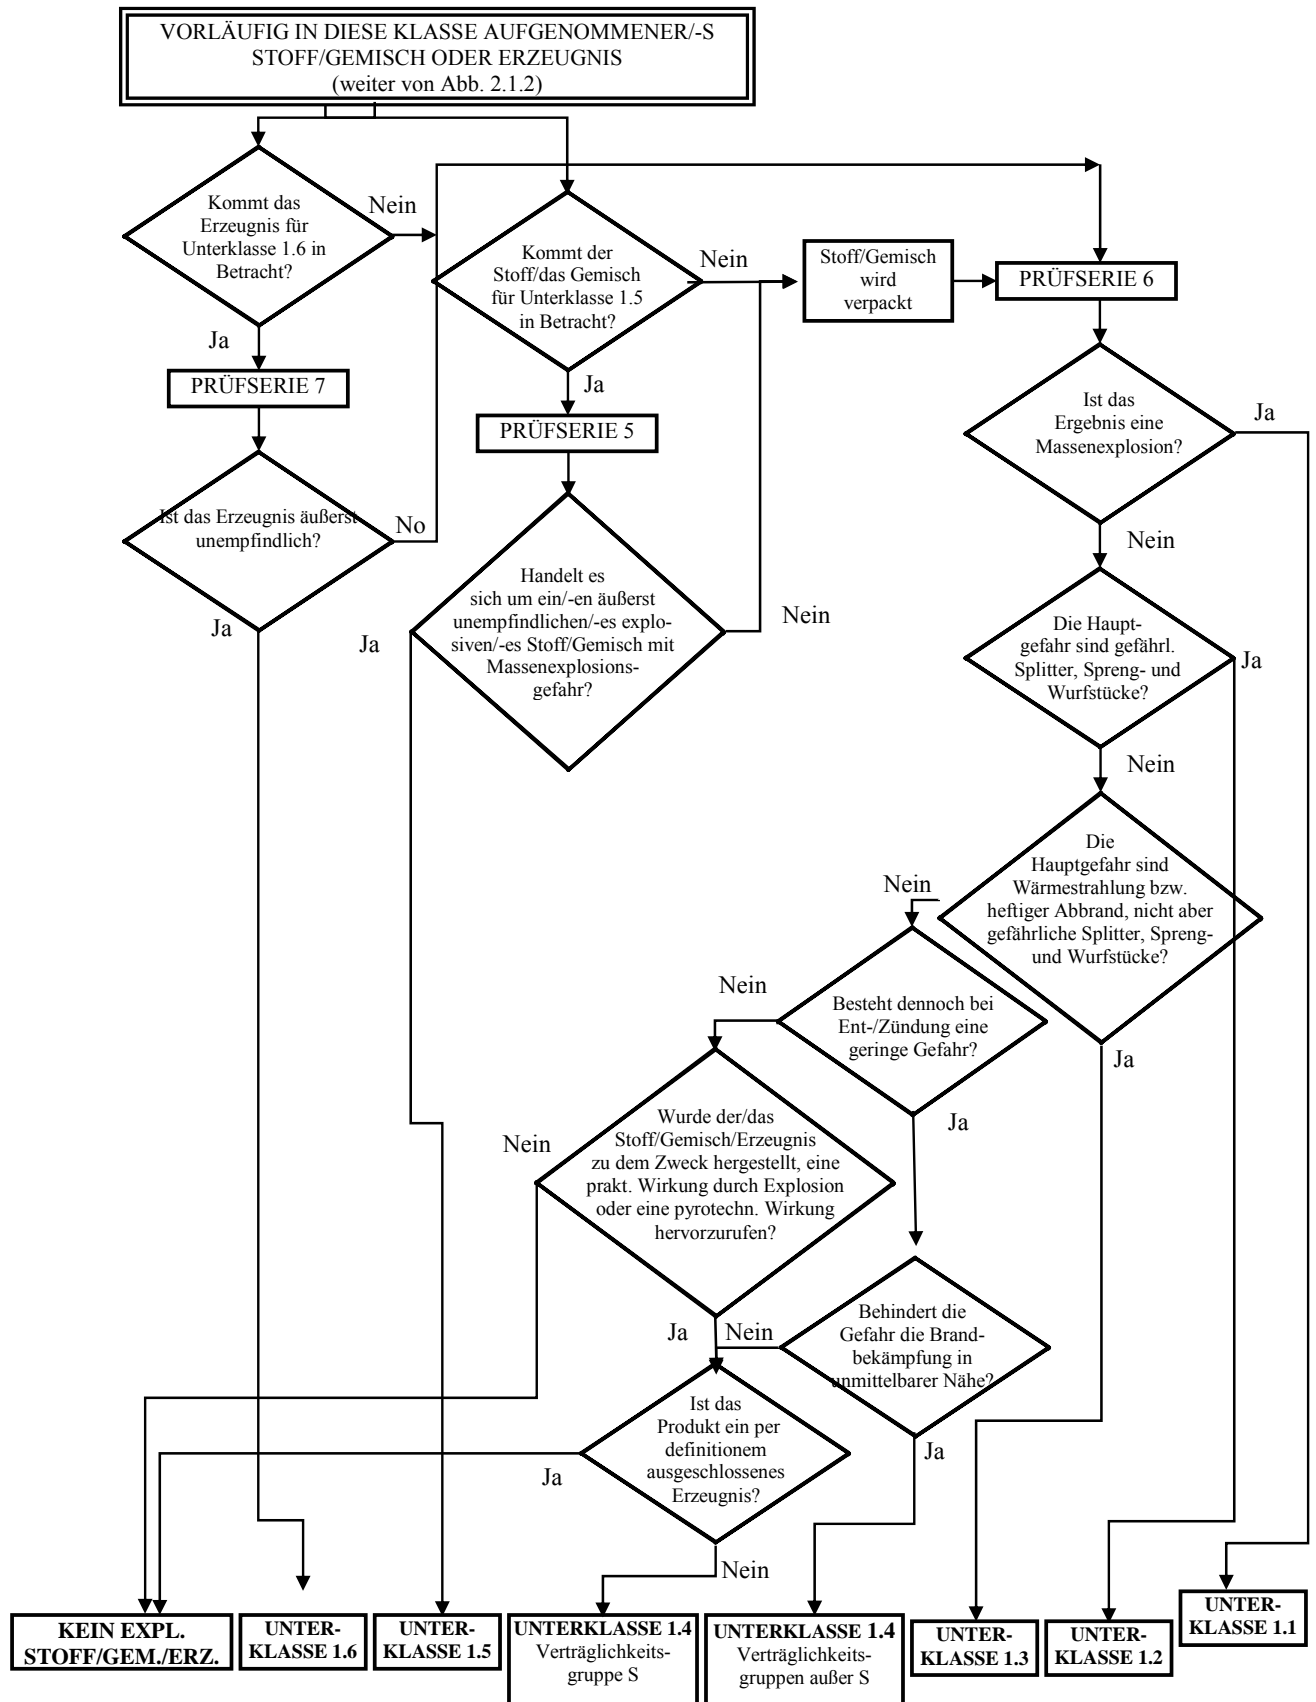 VORLÄUFIG IN DIESE KLASSE AUFGENOMMENER/-S
STOFF/GEMISCH ODER ERZEUGNIS
(weiter von Abb. 2.1.2)
Kommt das
Erzeugnis für
Unterklasse 1.6 in
Betracht?
Nein
Kommt der
Stoff/das Gemisch
für Unterklasse 1.5
in Betracht?
Nein
Stoff/Gemisch
wird
verpackt
PRÜFSERIE 6
Ja
PRÜFSERIE 7
Ja
PRÜFSERIE 5
Ist das
Ergebnis eine
Massenexplosion?
Ja
Ist das Erzeugnis äußerst
unempfindlich?
No
Nein
Handelt es
sich um ein/-en äußerst
unempfindlichen/-es explo-
siven/-es Stoff/Gemisch mit
Massenexplosions-
gefahr?
Nein
Ja
Ja
Die Haupt-
gefahr sind gefährl.
Splitter, Spreng- und
Wurfstücke?
Ja
Nein
Die
Hauptgefahr sind
Wärmestrahlung bzw.
heftiger Abbrand, nicht aber
gefährliche Splitter, Spreng-
und Wurfstücke?
Nein
Ja
Besteht dennoch bei
Ent-/Zündung eine
geringe Gefahr?
Nein
Ja
Wurde der/das
Stoff/Gemisch/Erzeugnis
zu dem Zweck hergestellt, eine
prakt. Wirkung durch Explosion
oder eine pyrotechn. Wirkung
hervorzurufen?
Nein
Ja
Behindert die
Gefahr die Brand-
bekämpfung in
unmittelbarer Nähe?
Nein
Ja
Ist das
Produkt ein per
definitionem
ausgeschlossenes
Erzeugnis?
Ja
Nein
KEIN EXPL.
STOFF/GEM./ERZ.
UNTER-
KLASSE 1.6
UNTER-
KLASSE 1.5
UNTERKLASSE 1.4
Verträglichkeits-
gruppe S
UNTERKLASSE 1.4
Verträglichkeits-
gruppen außer S
UNTER-
KLASSE 1.3
UNTER-
KLASSE 1.2
UNTER-
KLASSE 1.1